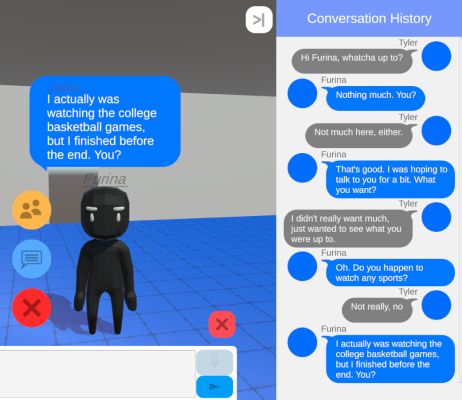 I actually was
watching the college
basketball games,
but I finished before
the end. You?
Furina
Conversation History
Tyler
Hi Furina, whatcha up to?
Furina
Nothing much. You?
Tyler
Not much here, either.
Furina
That's good. I was hoping to
talk to you for a bit. What
you want?
Tyler
I didn't really want much,
just wanted to see what you
were up to.
Furina
Oh. Do you happen to
watch any sports?
Tyler
Not really, no
Furina
I actually was watching the
college basketball games,
but I finished before the
end. You?